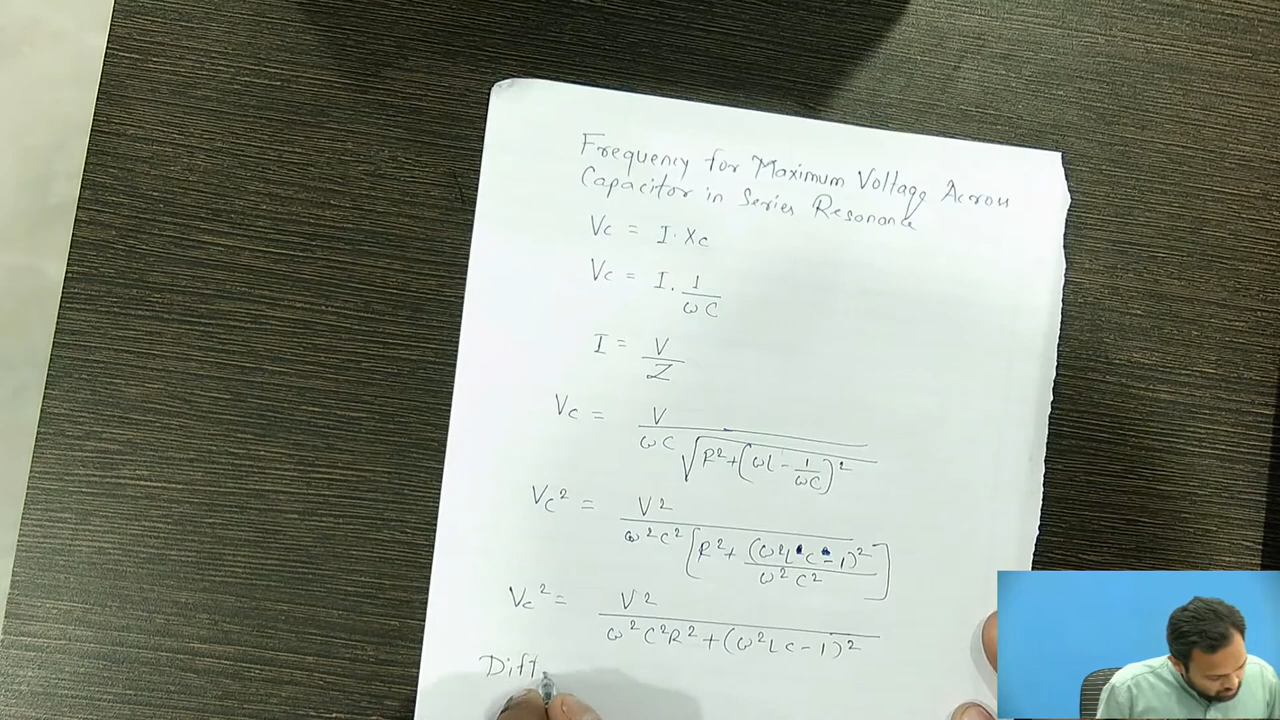 Frequency for Maximum Voltage Across
Capacitor in Series Resonance
Vc = I·Xc
Vc = I. 1/ωC
I = V/Z
Vc = V/(ωC√(R²+(ωL-1/ωC)²))
Vc² = V²/(ω²C²[R²+(ω²LC-1)²/ω²C²])
Vc² = V²/(ω²C²R²+(ω²LC-1)²)
Diff